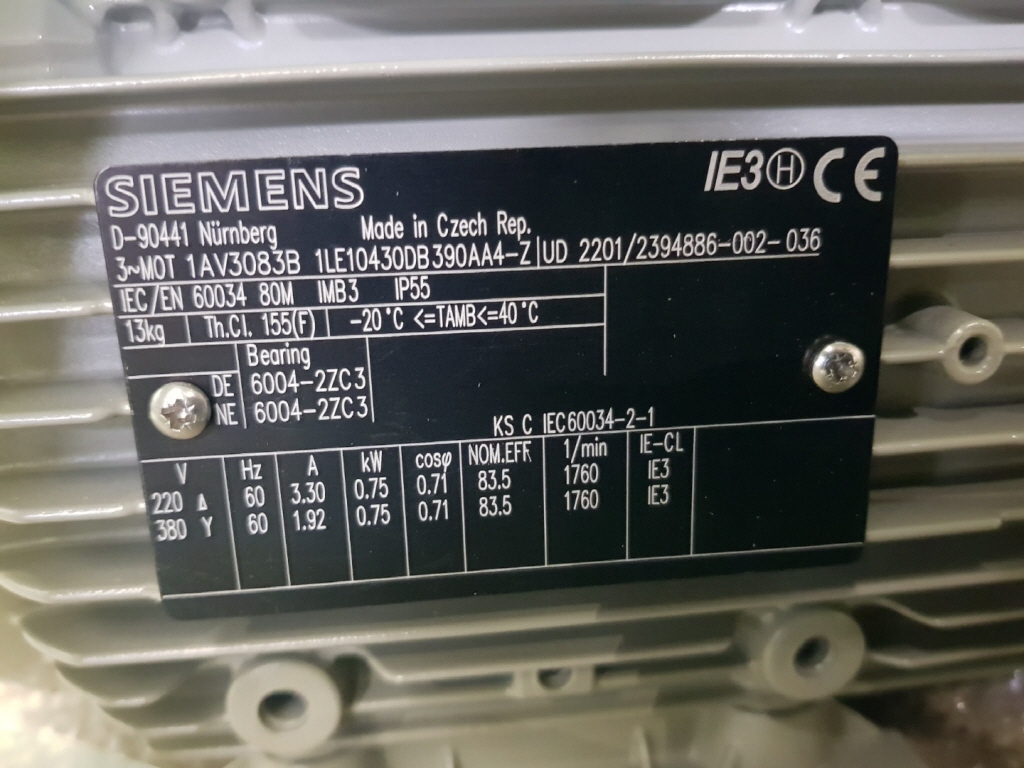 SIEMENS IE3 H CE
D-90441 Nürnberg Made in Czech Rep.
3~MOT 1AV3083B 1LE10430DB390AA4-Z UD 2201/2394886-002-036
IEC/EN 60034 80M IMB3 IP55
13kg Th.Cl. 155(F) -20°C <=TAMB<=40°C
Bearing
DE 6004-2ZC3
NE 6004-2ZC3
KS C IEC60034-2-1
V Hz A kW cosφ NOM.EFF 1/min IE-CL
220 Δ 60 3.30 0.75 0.71 83.5 1760 IE3
380 Y 60 1.92 0.75 0.71 83.5 1760 IE3